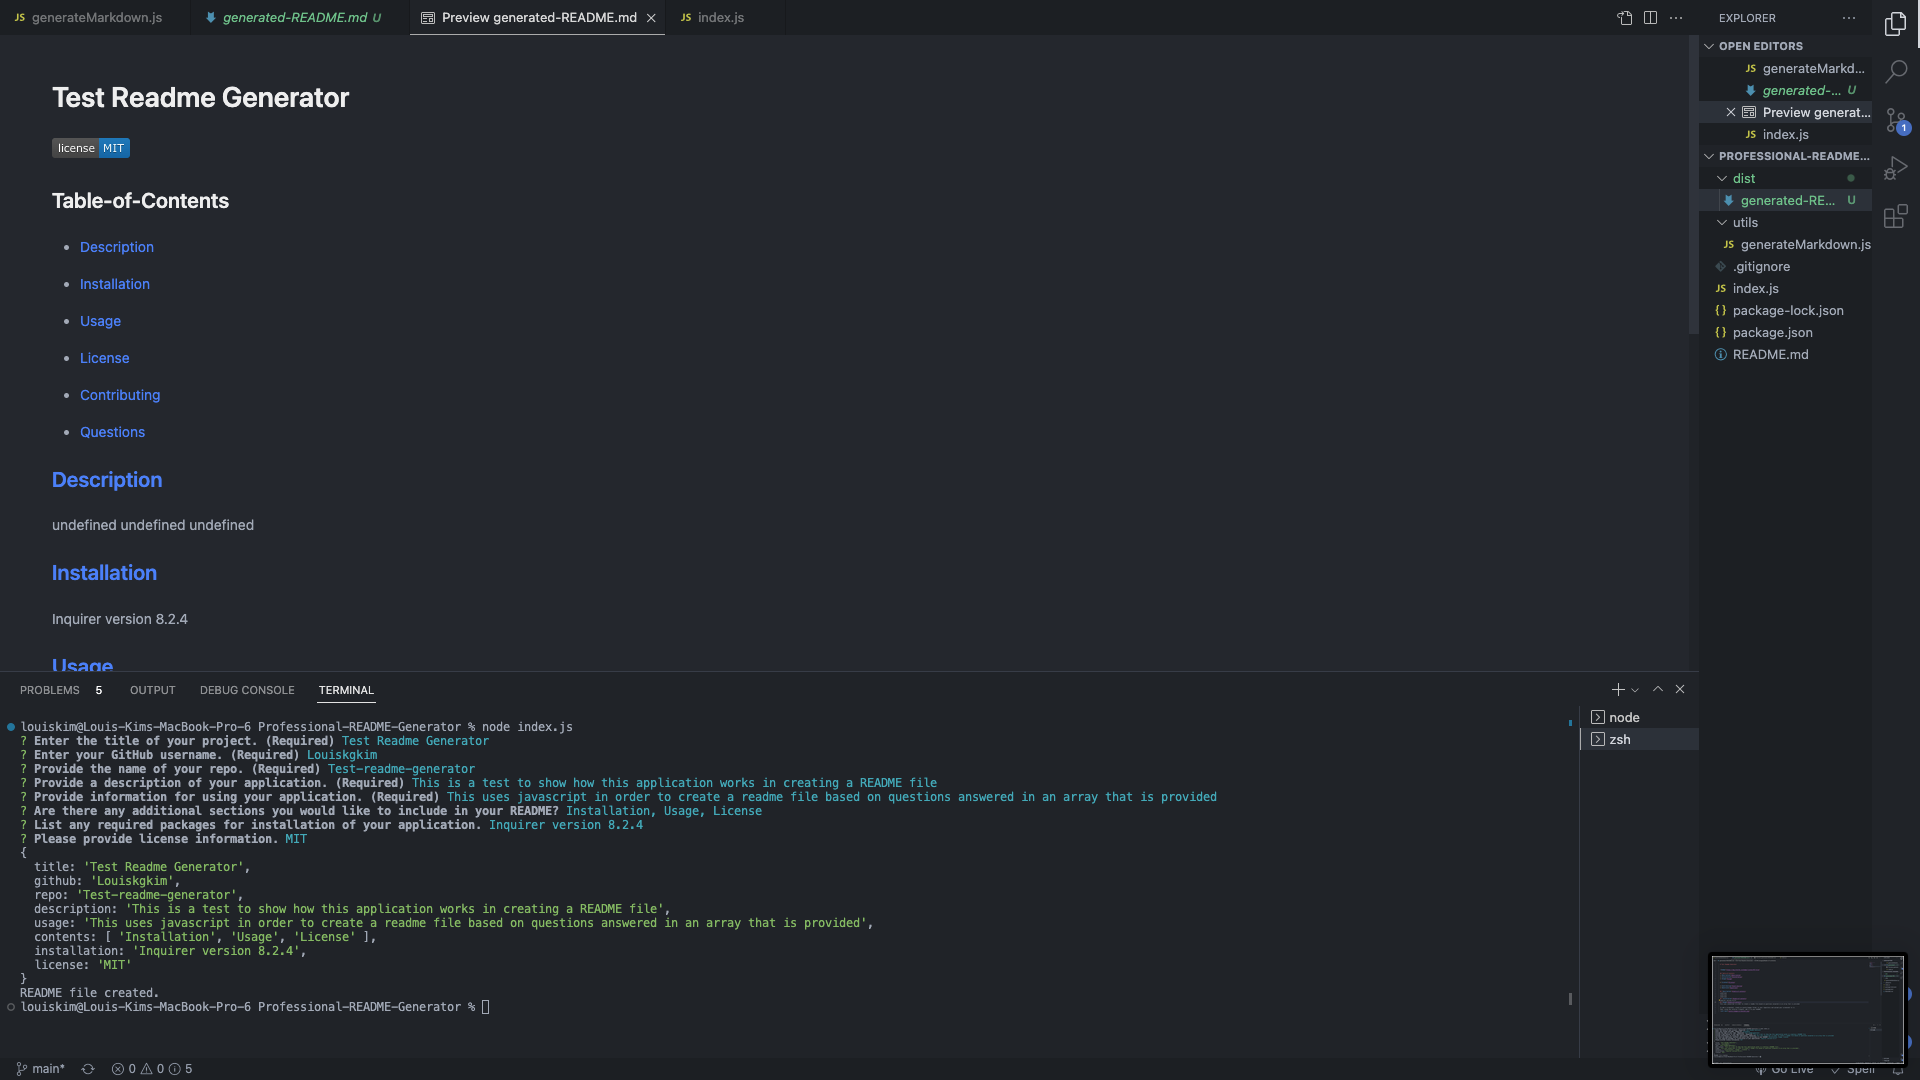 JS generateMarkdown.js
generated-README.md U
Preview generated-README.md
JS index.js
Test Readme Generator
license MIT
Table-of-Contents
Description
Installation
Usage
License
Contributing
Questions
Description
undefined undefined undefined
Installation
Inquirer version 8.2.4
Usage
EXPLORER
OPEN EDITORS
JS generateMarkd...
generated-... U
Preview generat...
JS index.js
PROFESSIONAL-README...
dist
generated-RE... U
utils
JS generateMarkdown.js
.gitignore
JS index.js
{} package-lock.json
{} package.json
README.md
1
PROBLEMS 5 OUTPUT DEBUG CONSOLE TERMINAL
louiskim@Louis-Kims-MacBook-Pro-6 Professional-README-Generator % node index.js
? Enter the title of your project. (Required) Test Readme Generator
? Enter your GitHub username. (Required) Louiskgkim
? Provide the name of your repo. (Required) Test-readme-generator
? Provide a description of your application. (Required) This is a test to show how this application works in creating a README file
? Provide information for using your application. (Required) This uses javascript in order to create a readme file based on questions answered in an array that is provided
? Are there any additional sections you would like to include in your README? Installation, Usage, License
? List any required packages for installation of your application. Inquirer version 8.2.4
? Please provide license information. MIT
{
title: 'Test Readme Generator',
github: 'Louiskgkim',
repo: 'Test-readme-generator',
description: 'This is a test to show how this application works in creating a README file',
usage: 'This uses javascript in order to create a readme file based on questions answered in an array that is provided',
contents: [ 'Installation', 'Usage', 'License' ],
installation: 'Inquirer version 8.2.4',
license: 'MIT'
}
README file created.
louiskim@Louis-Kims-MacBook-Pro-6 Professional-README-Generator %
node
zsh
main* 0 0 5
Go Live Spell